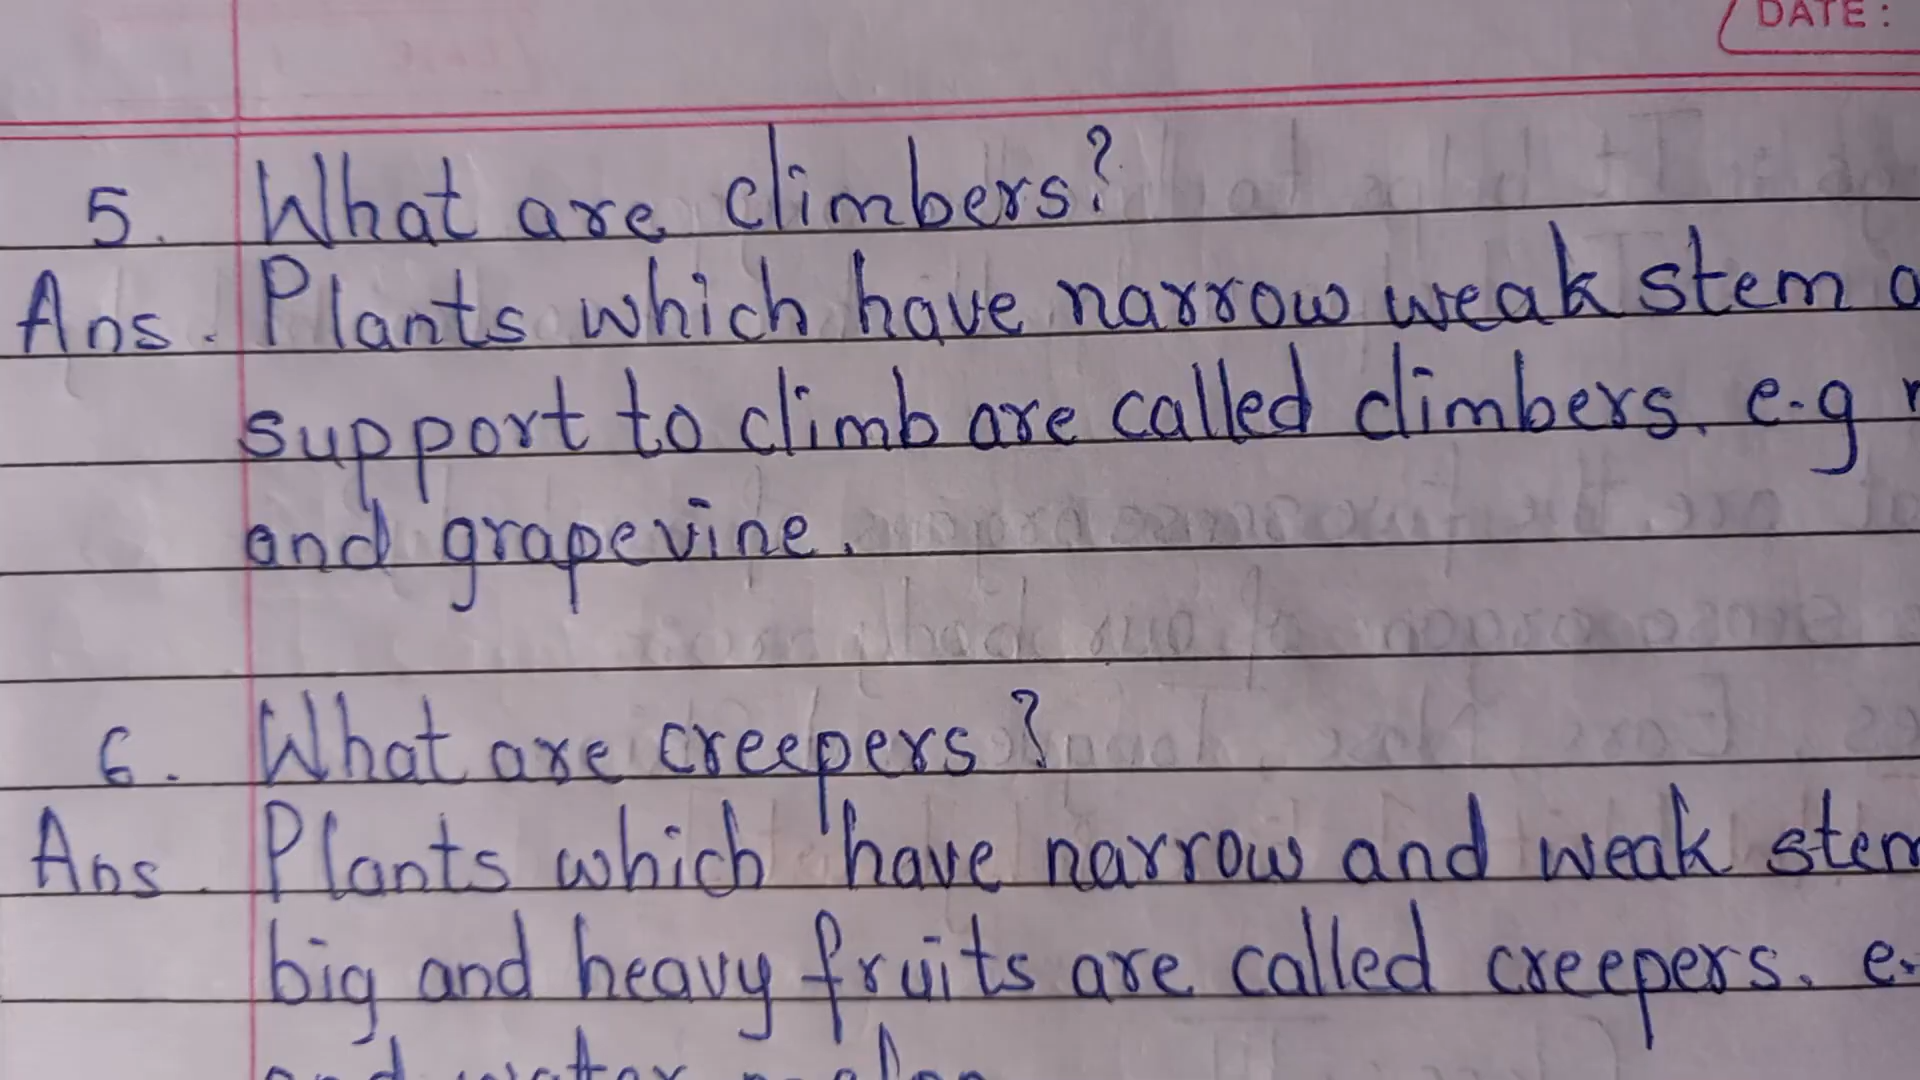 DATE:
5. What are climbers?
Ans. Plants which have narrow weak stem
support to climb are called climbers. e.g
and grapevine.
6. What are creepers?
Ans. Plants which have narrow and weak stem
big and heavy fruits are called creepers. e.
and